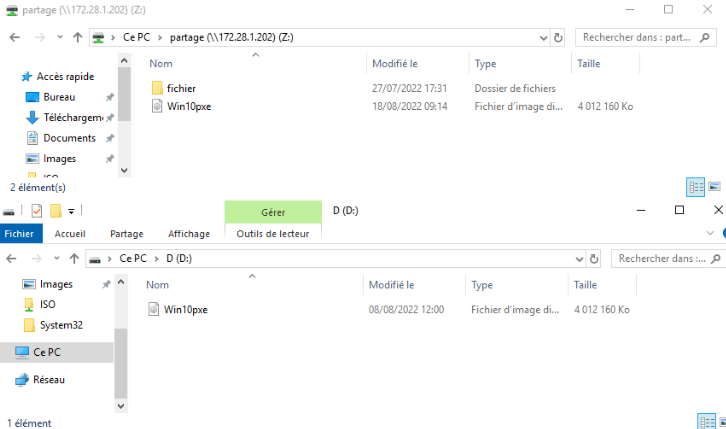 partage (\\172.28.1.202) (Z:)
Ce PC > partage (\\172.28.1.202) (Z:)
Rechercher dans : part...
Accès rapide
Bureau
Téléchargem
Documents
Images
ISO
Nom Modifié le Type Taille
fichier 27/07/2022 17:31 Dossier de fichiers
Win10pxe 18/08/2022 09:14 Fichier d'image di... 4 012 160 Ko
2 élément(s)
Gérer D (D:)
Fichier Accueil Partage Affichage Outils de lecteur
Ce PC > D (D:)
Rechercher dans :...
Images
ISO
System32
Ce PC
Réseau
Nom Modifié le Type Taille
Win10pxe 08/08/2022 12:00 Fichier d'image di... 4 012 160 Ko
1 élément